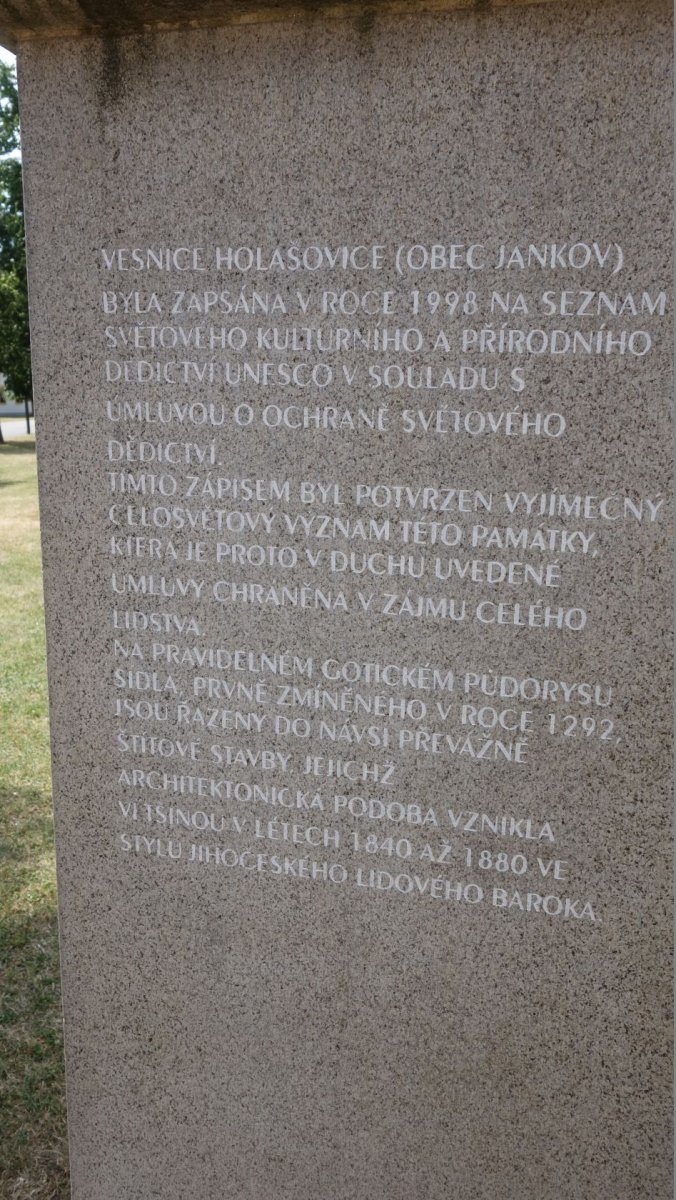 VESNICE HOLAŠOVICE (OBEC JANKOV)
BYLA ZAPSÁNA V ROCE 1998 NA SEZNAM
SVĚTOVÉHO KULTURNÍHO A PŘÍRODNÍHO
DĚDICTVÍ UNESCO V SOULADU S
ÚMLUVOU O OCHRANĚ SVĚTOVÉHO
DĚDICTVÍ.
TÍMTO ZÁPISEM BYL POTVRZEN VYJÍMEČNÝ
CELOSVĚTOVÝ VÝZNAM TÉTO PAMÁTKY,
KTERÁ JE PROTO V DUCHU UVEDENÉ
ÚMLUVY CHRÁNĚNA V ZÁJMU CELÉHO
LIDSTVA.
NA PRAVIDELNÉM GOTICKÉM PŮDORYSU
SÍDLA, PRVNĚ ZMÍNĚNÉHO V ROCE 1292,
JSOU ŘAZENY DO NÁVSI PŘEVÁŽNĚ
ŠTÍTOVÉ STAVBY, JEJICHŽ
ARCHITEKTONICKÁ PODOBA VZNIKLA
VĚTŠINOU V LÉTECH 1840 AŽ 1880 VE
STYLU JIHOČESKÉHO LIDOVÉHO BAROKA.